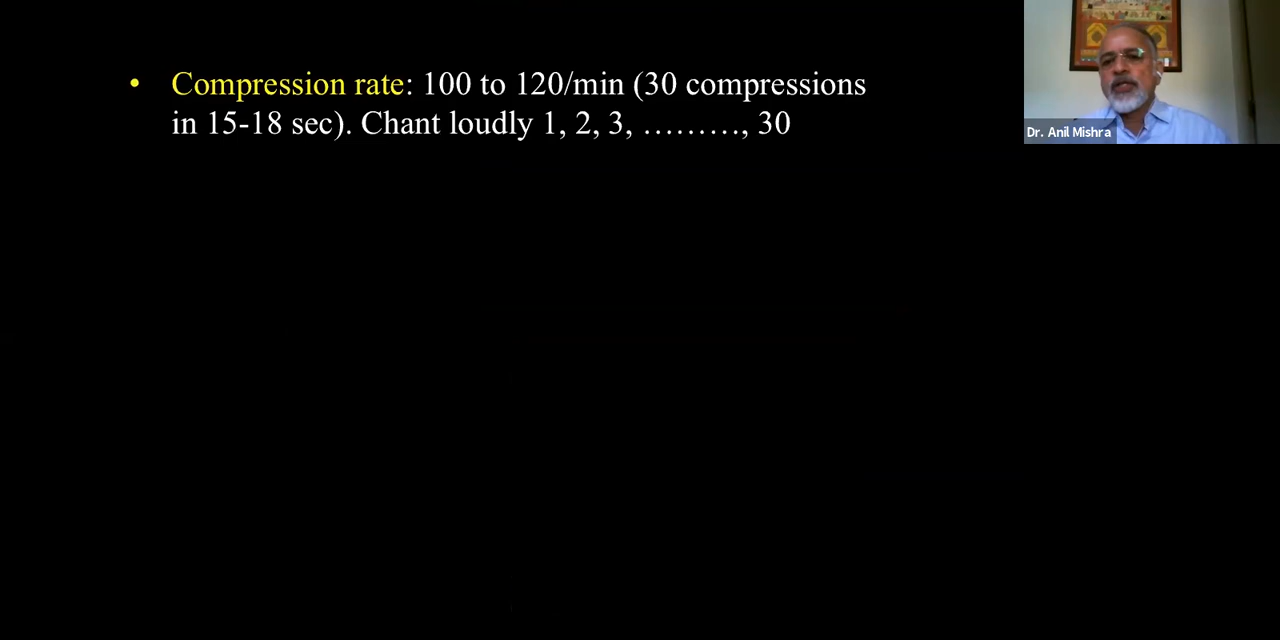 • Compression rate: 100 to 120/min (30 compressions
in 15-18 sec). Chant loudly 1, 2, 3, ………, 30
Dr. Anil Mishra